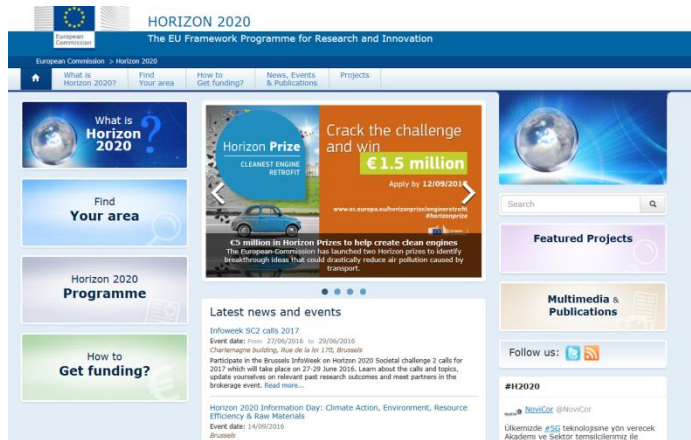 European
Commission
HORIZON 2020
The EU Framework Programme for Research and Innovation
European Commission > Horizon 2020
What is
Horizon 2020?
Find
Your area
How to
Get funding?
News, Events
& Publications
Projects
What is
Horizon
2020
?
Find
Your area
Horizon 2020
Programme
How to
Get funding?
Horizon Prize
CLEANEST ENGINE
RETROFIT
Crack the challenge
and win
€ 1.5 million
Apply by 12/09/201
www.ec.europa.eu/horizonprize/engineretrofit
#horizonprize
€5 million in Horizon Prizes to help create clean engines
The European Commission has launched two Horizon prizes to identify
breakthrough ideas that could drastically reduce air pollution caused by
transport.
Latest news and events
Infoweek SC2 calls 2017
Event date: From 27/06/2016 to 29/06/2016
Charlemagne building, Rue de la loi 170, Brussels
Participate in the Brussels InfoWeek on Horizon 2020 Societal challenge 2 calls for
2017 which will take place on 27-29 June 2016. Learn about the calls and topics,
update yourselves on relevant past research outcomes and meet partners in the
brokerage event. Read more...
Horizon 2020 Information Day: Climate Action, Environment, Resource
Efficiency & Raw Materials
Event date: 14/09/2016
Brussels
Search
Featured Projects
Multimedia &
Publications
Follow us:
#H2020
NoviCor @NoviCor
Ülkemizde #5G teknolojisine yön verecek
Akademi ve Sektör temsilcilerimiz ile